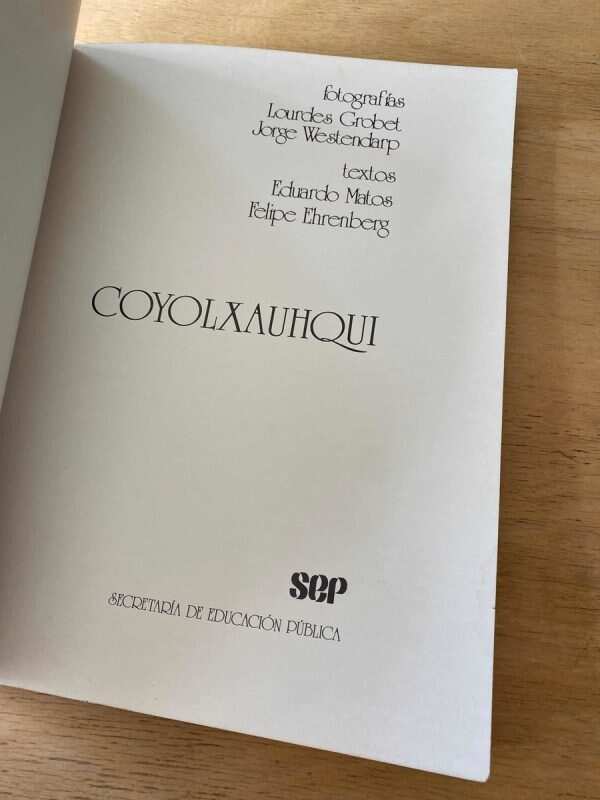 fotografías
Lourdes Grobet
Jorge Westendarp
textos
Eduardo Matos
Felipe Ehrenberg
COYOLXAUHQUI
sep
SECRETARÍA DE EDUCACIÓN PÚBLICA